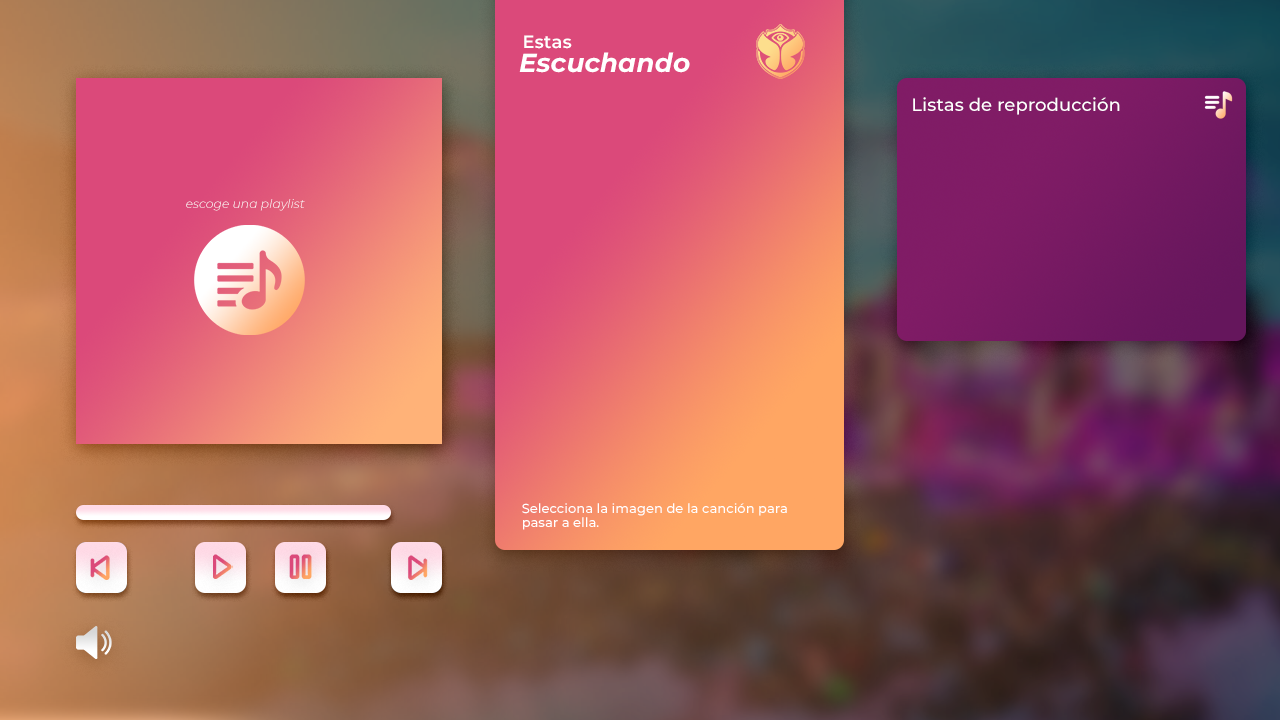 escoge una playlist
Estas
Escuchando
Selecciona la imagen de la canción para
pasar a ella.
Listas de reproducción